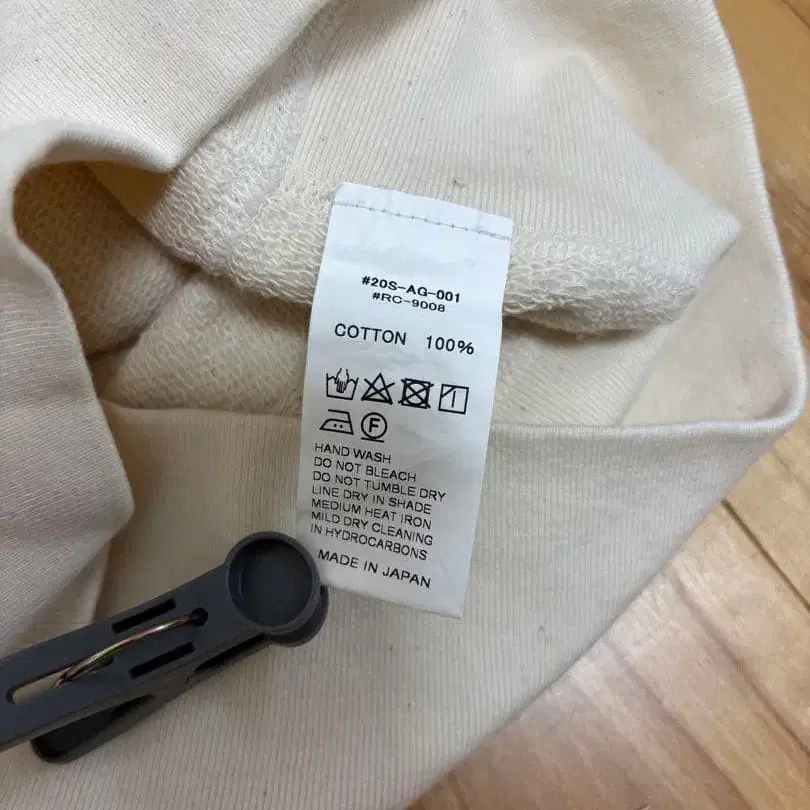 #20S-AG-001
#RC-9008
COTTON 100%
F
HAND WASH
DO NOT BLEACH
DO NOT TUMBLE DRY
LINE DRY IN SHADE
MEDIUM HEAT IRON
MILD DRY CLEANING
IN HYDROCARBONS
MADE IN JAPAN